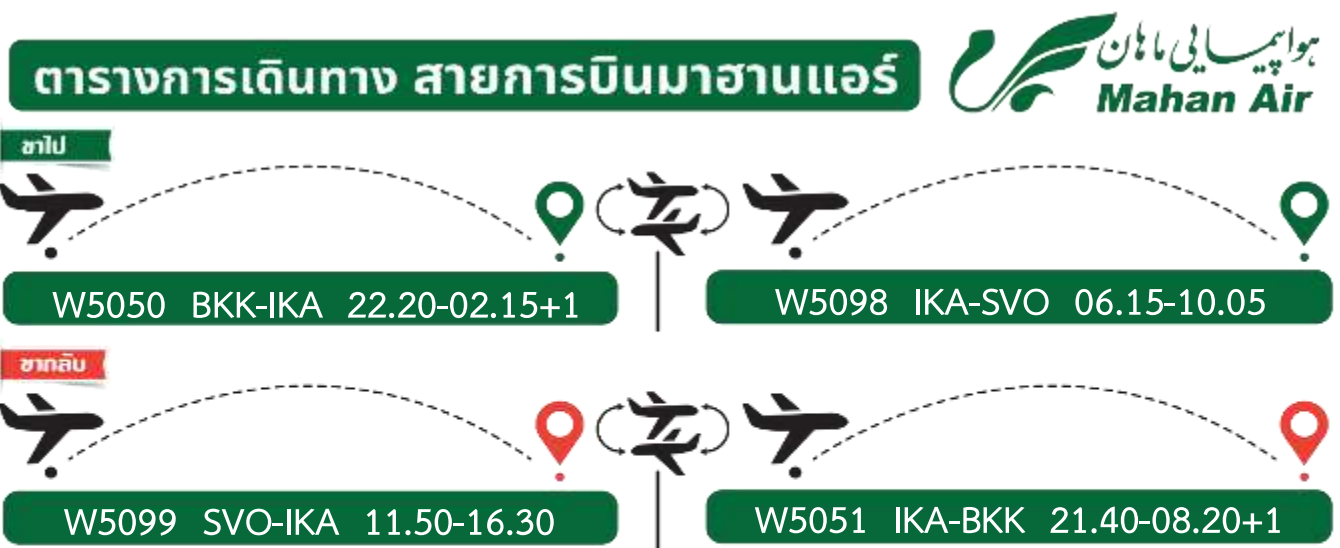 ตารางการเดินทาง สายการบินมาฮานแอร์
هواپیمایی ماهان
Mahan Air
ขาไป
W5050 BKK-IKA 22.20-02.15+1
W5098 IKA-SVO 06.15-10.05
ขากลับ
W5099 SVO-IKA 11.50-16.30
W5051 IKA-BKK 21.40-08.20+1